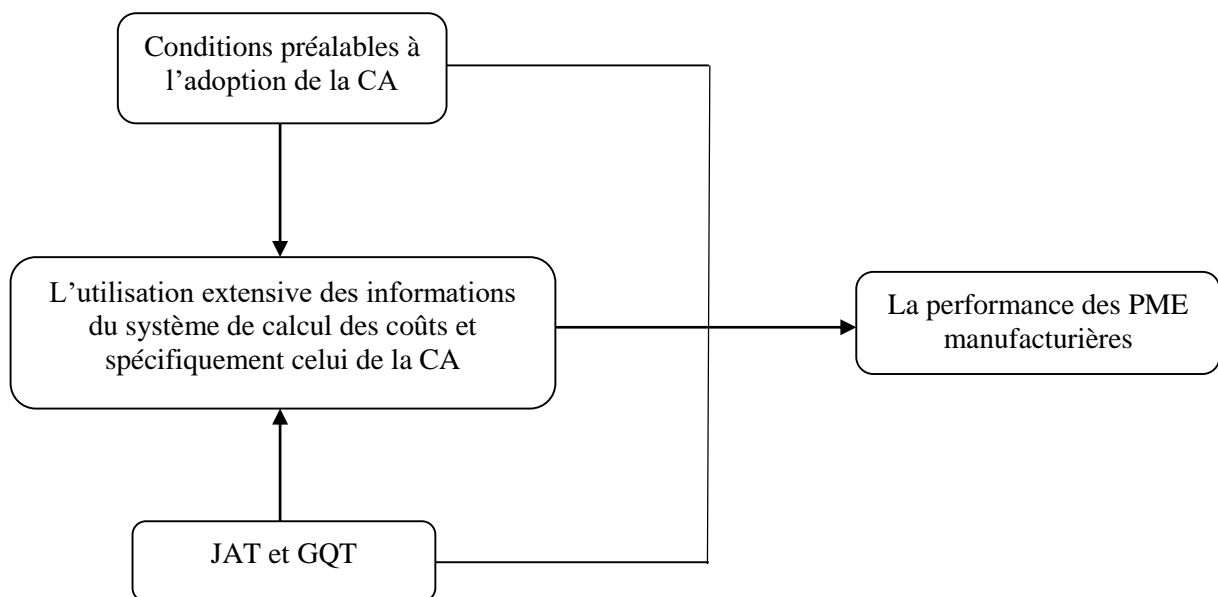 Conditions préalables à
l’adoption de la CA
L’utilisation extensive des informations
du système de calcul des coûts et
spécifiquement celui de la CA
La performance des PME
manufacturières
JAT et GQT